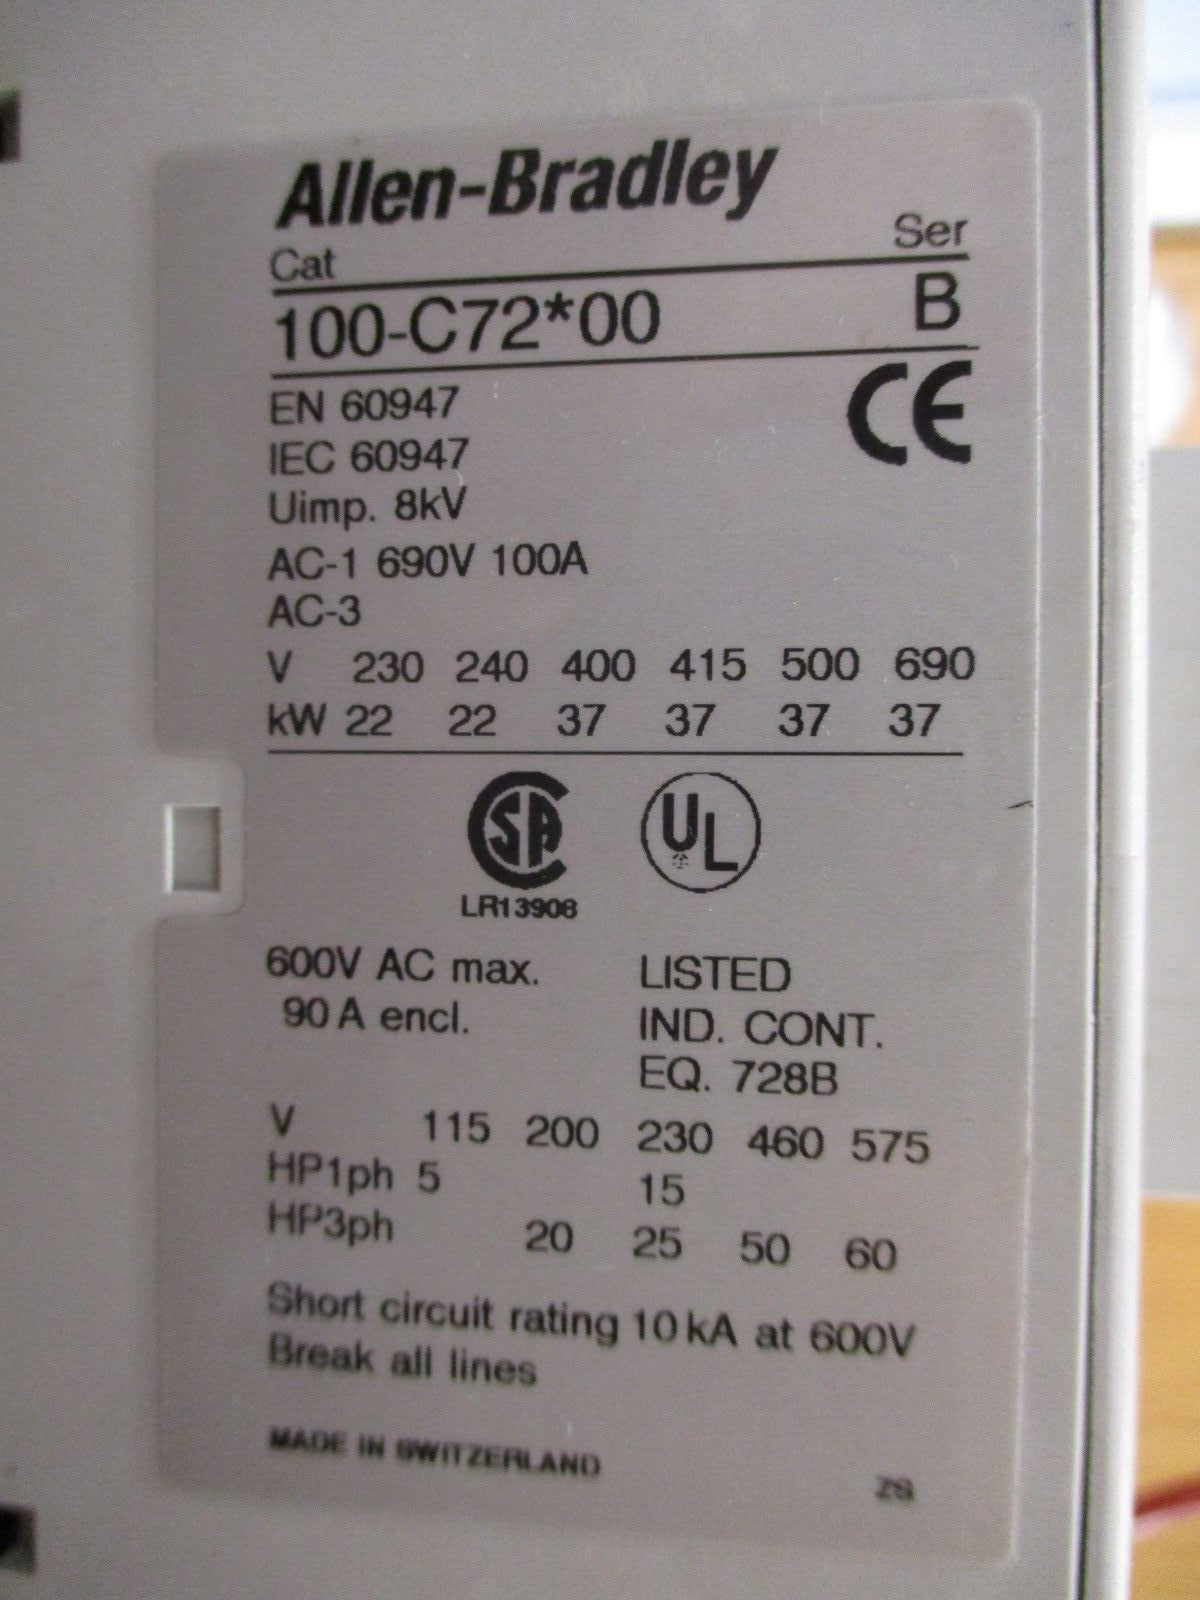 Allen-Bradley
Cat Ser
100-C72*00 B
EN 60947
IEC 60947
Uimp. 8kV
AC-1 690V 100A
AC-3
V 230 240 400 415 500 690
kW 22 22 37 37 37 37
CE
SA UL
LR13908
600V AC max. LISTED
90 A encl. IND. CONT.
EQ. 728B
V 115 200 230 460 575
HP1ph 5 15
HP3ph 20 25 50 60
Short circuit rating 10 kA at 600V
Break all lines
MADE IN SWITZERLAND